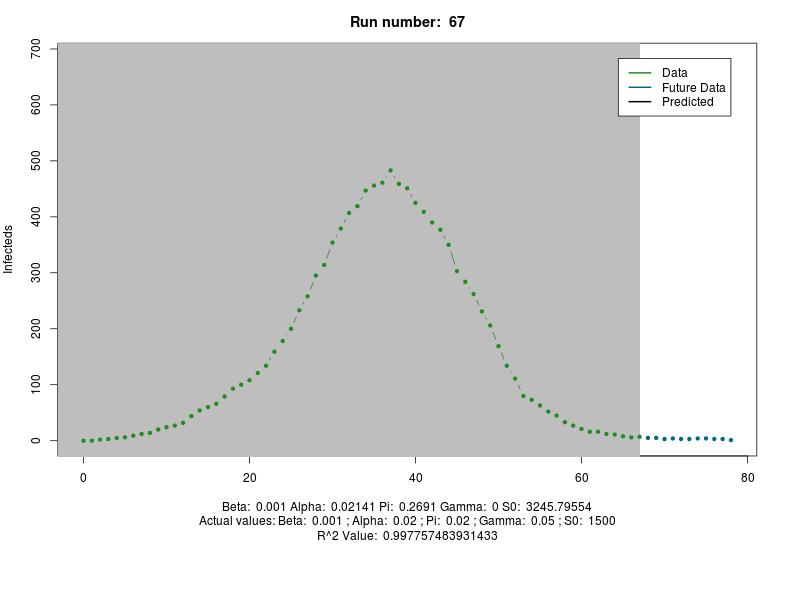 Run number: 67
700
600
500
400
300
200
100
0
Infecteds
Data
Future Data
Predicted
0 20 40 60 80
Beta: 0.001 Alpha: 0.02141 Pi: 0.2691 Gamma: 0 S0: 3245.79554
Actual values: Beta: 0.001 ; Alpha: 0.02 ; Pi: 0.02 ; Gamma: 0.05 ; S0: 1500
R^2 Value: 0.997757483931433